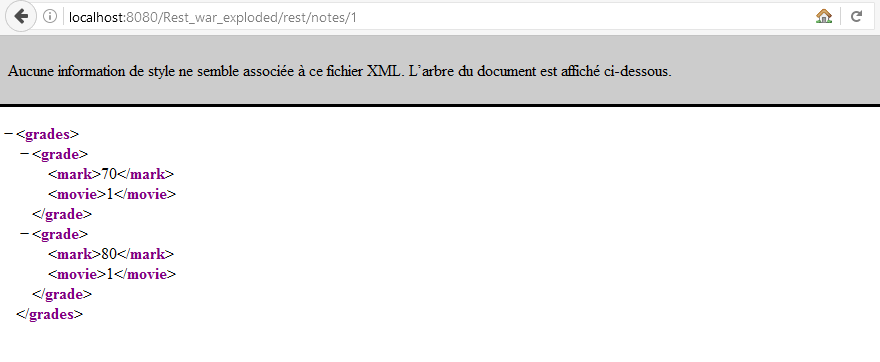 localhost:8080/Rest_war_exploded/rest/notes/1
Aucune information de style ne semble associée à ce fichier XML. L’arbre du document est affiché ci-dessous.
−<grades>
−<grade>
<mark>70</mark>
<movie>1</movie>
</grade>
−<grade>
<mark>80</mark>
<movie>1</movie>
</grade>
</grades>